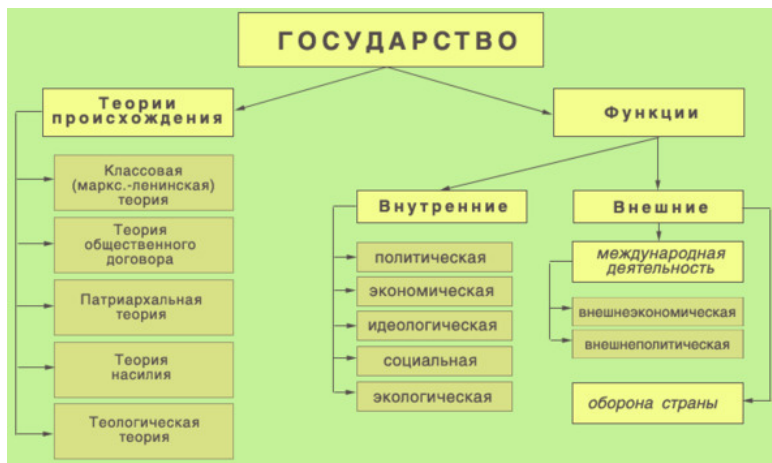 ГОСУДАРСТВО
Теории
происхождения
Классовая
(маркс.-ленинская)
теория
Теория
общественного
договора
Патриархальная
теория
Теория
насилия
Теологическая
теория
Функции
Внутренние
политическая
экономическая
идеологическая
социальная
экологическая
Внешние
международная
деятельность
внешнеэкономическая
внешнеполитическая
оборона страны